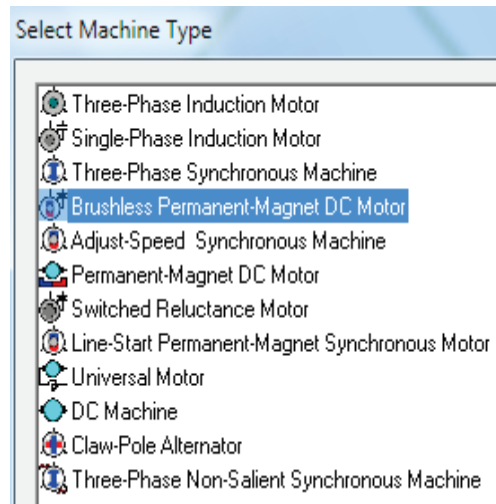 Select Machine Type
Three-Phase Induction Motor
Single-Phase Induction Motor
Three-Phase Synchronous Machine
Brushless Permanent-Magnet DC Motor
Adjust-Speed Synchronous Machine
Permanent-Magnet DC Motor
Switched Reluctance Motor
Line-Start Permanent-Magnet Synchronous Motor
Universal Motor
DC Machine
Claw-Pole Alternator
Three-Phase Non-Salient Synchronous Machine